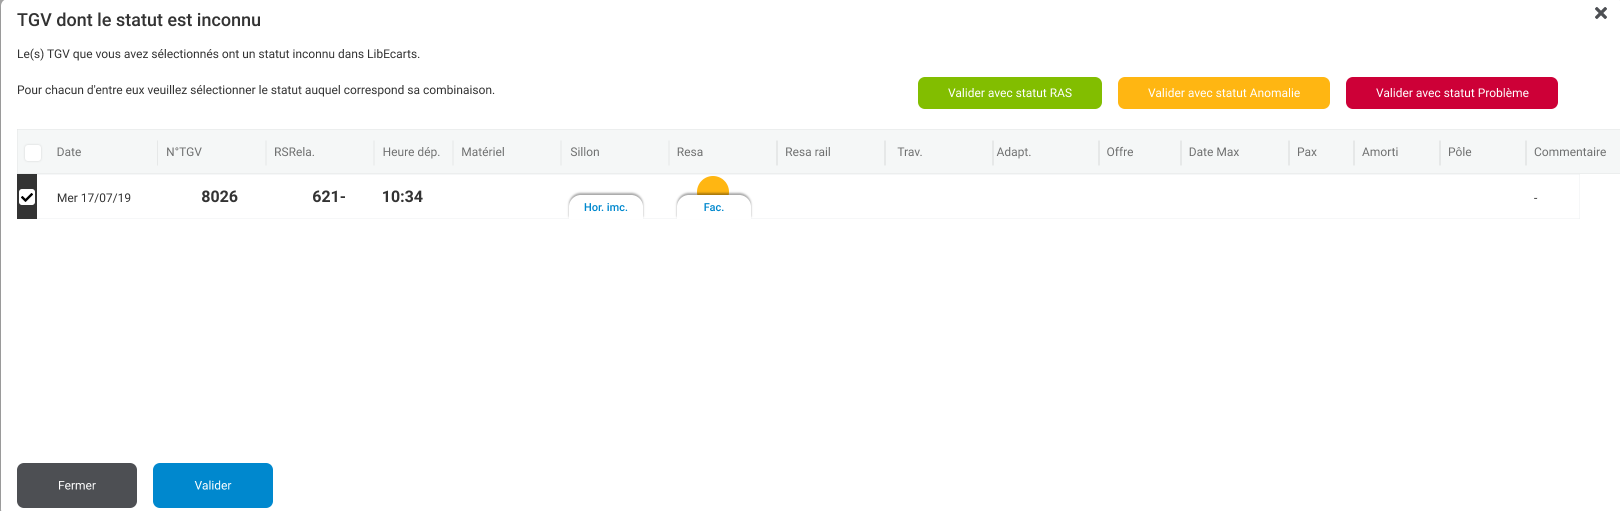 TGV dont le statut est inconnu
Le(s) TGV que vous avez sélectionnés ont un statut inconnu dans LibEcarts.
Pour chacun d'entre eux veuillez sélectionner le statut auquel correspond sa combinaison.
Valider avec statut RAS Valider avec statut Anomalie Valider avec statut Problème
Date N°TGV RSRela. Heure dép. Matériel Sillon Resa Resa rail Trav. Adapt. Offre Date Max Pax Amorti Pôle Commentaire
Mer 17/07/19 8026 621- 10:34 Hor. imc. Fac. -
Fermer Valider